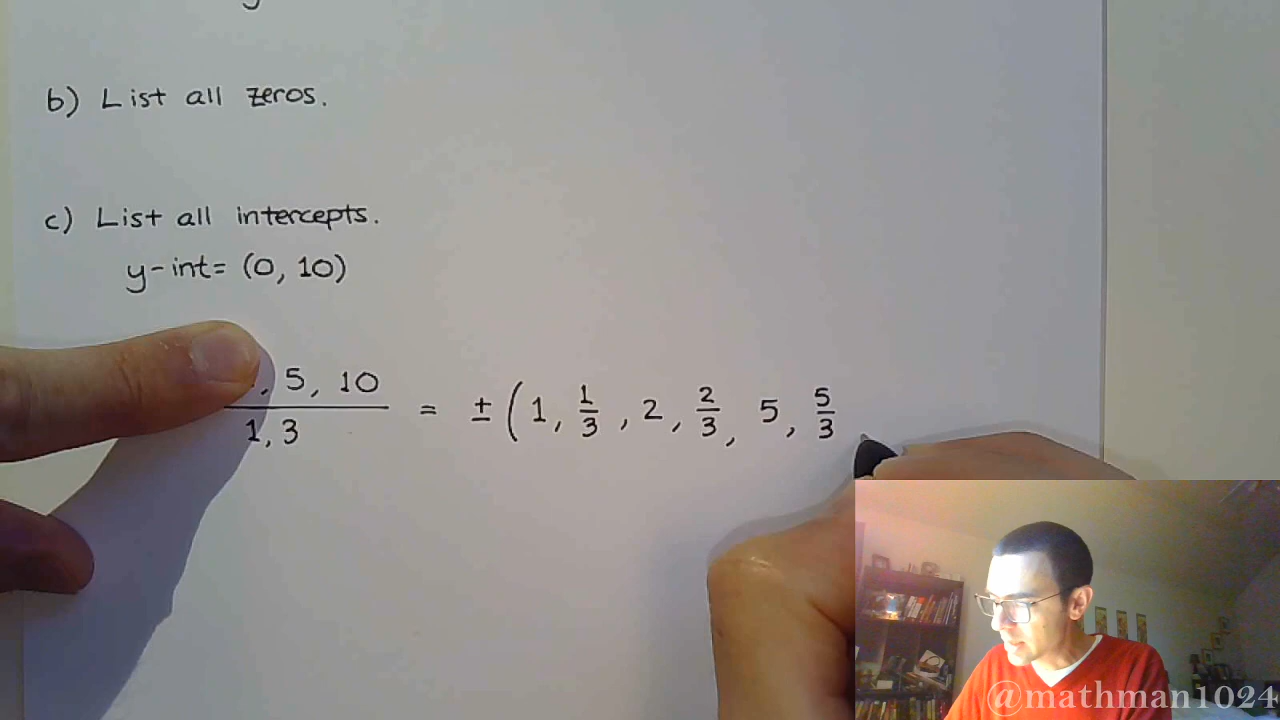 b) List all zeros.
c) List all intercepts.
y-int= (0, 10)
, 5, 10 / 1, 3 = ± (1, 1/3, 2, 2/3, 5, 5/3
@mathman1024